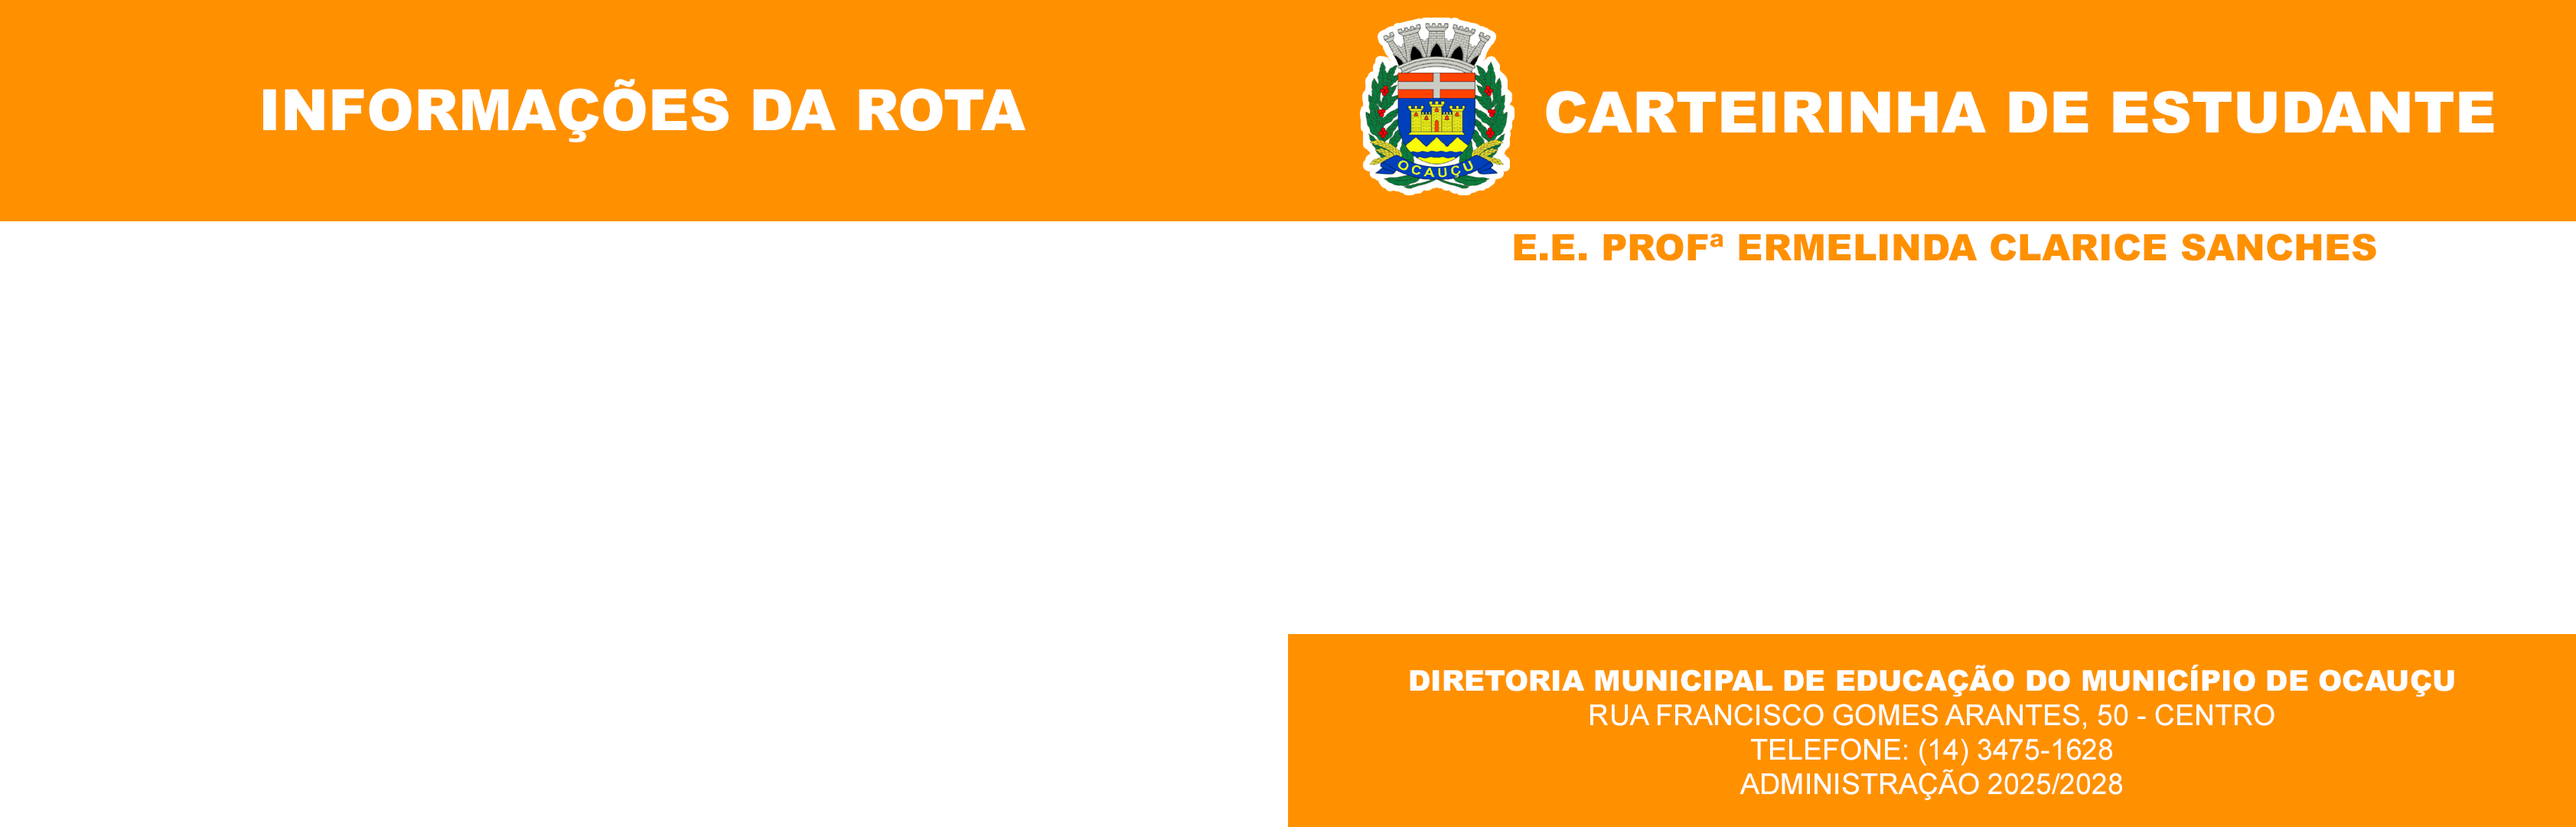 INFORMAÇÕES DA ROTA
OCAUÇU
CARTEIRINHA DE ESTUDANTE
E.E. PROFª ERMELINDA CLARICE SANCHES
DIRETORIA MUNICIPAL DE EDUCAÇÃO DO MUNICÍPIO DE OCAUÇU
RUA FRANCISCO GOMES ARANTES, 50 - CENTRO
TELEFONE: (14) 3475-1628
ADMINISTRAÇÃO 2025/2028